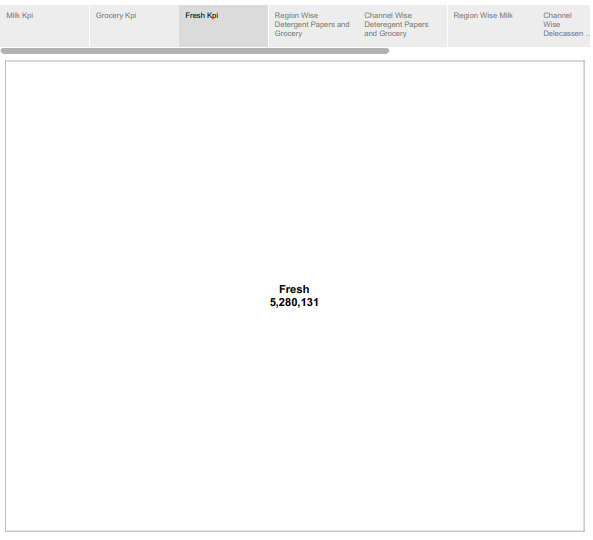 Milk Kpi
Grocery Kpi
Fresh Kpi
Region Wise
Detergent Papers and
Grocery
Channel Wise
Deteregent Papers
and Grocery
Region Wise Milk
Channel
Wise
Delecassen ..
Fresh
5,280,131